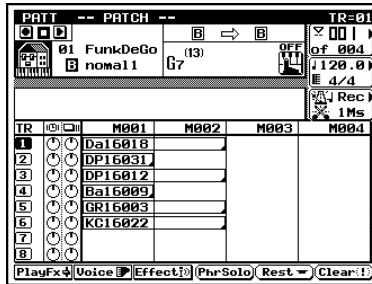 PATT -- PATCH -- TR=01
B ⇨ B
01 FunkDeGo (13) OFF of 004
B nomal1 G7 ♩120.0
4/4
Rec
1Ms
TR M001 M002 M003 M004
1 Da16018
2 DP16031
3 DP16012
4 Ba16009
5 GR16003
6 KC16022
7
8
PlayFx Voice Effect PhrSolo Rest Clear(!)